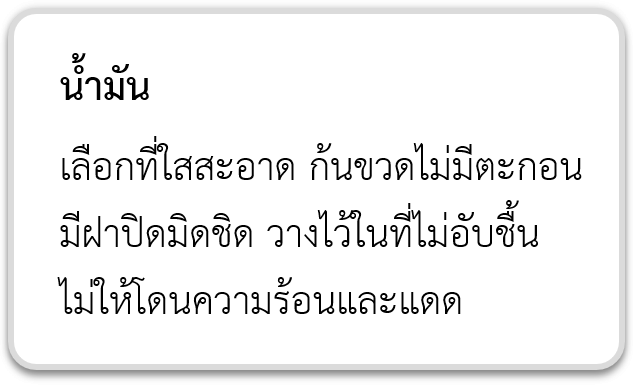 น้ำมัน
เลือกที่ใสสะอาด ก้นขวดไม่มีตะกอน
มีฝาปิดมิดชิด วางไว้ในที่ไม่อับชื้น
ไม่ให้โดนความร้อนและแดด